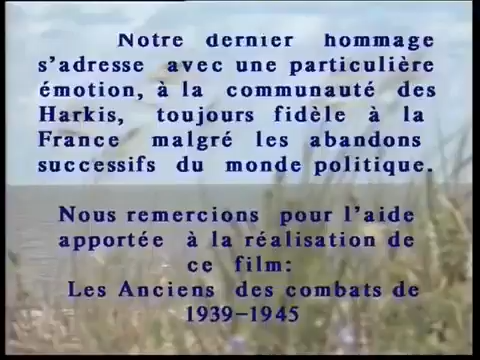 Notre dernier hommage
s'adresse avec une particulière
émotion, à la communauté des
Harkis, toujours fidèle à la
France malgré les abandons
successifs du monde politique.
Nous remercions pour l'aide
apportée à la réalisation de
ce film:
Les Anciens des combats de
1939-1945